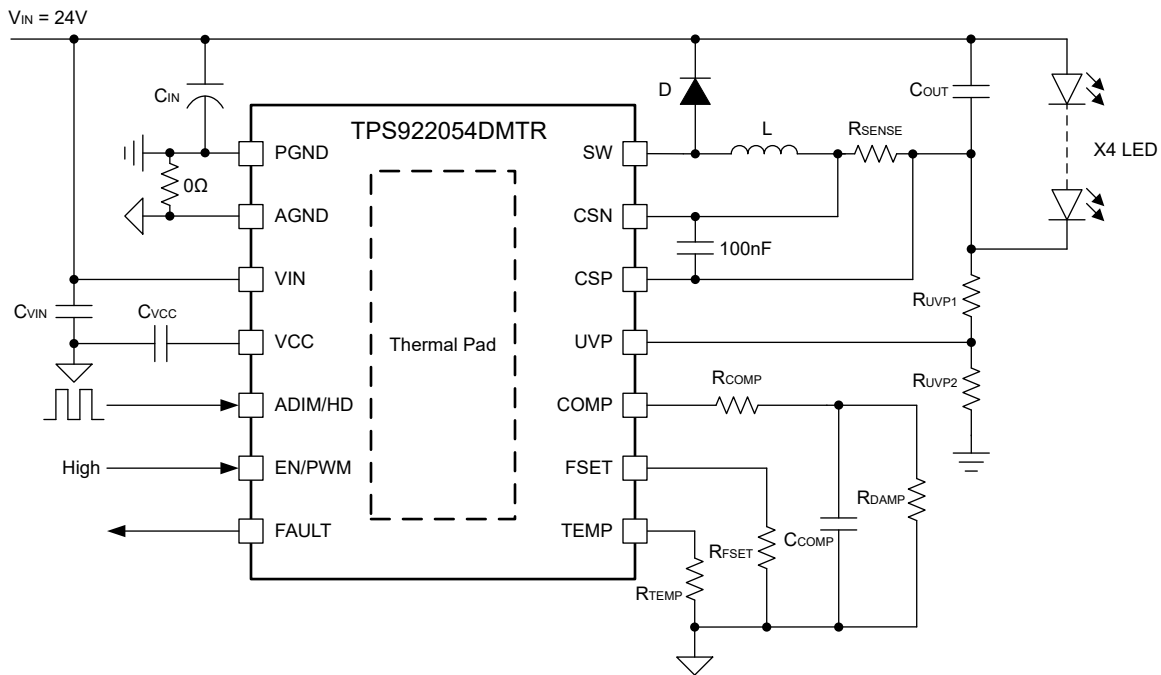 VIN = 24V
CIN
D
COUT
TPS922054DMTR
L
RSENSE
X4 LED
PGND
SW
0Ω
AGND
CSN
100nF
VIN
CSP
RUVP1
CVIN
CVCC
VCC
Thermal Pad
UVP
RUVP2
RCOMP
ADIM/HD
COMP
High
EN/PWM
FSET
RDAMP
FAULT
TEMP
RFSET
CCOMP
RTEMP